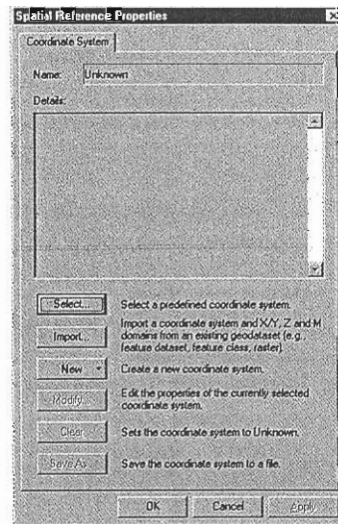 Spatial Reference Properties
Coordinate System
Name: Unknown
Details:
Select... Select a predefined coordinate system.
Import... Import a coordinate system and X/Y, Z and M
domains from an existing geodataset (e.g.,
feature dataset, feature class, raster).
New Create a new coordinate system.
Modify... Edit the properties of the currently selected
coordinate system.
Clear Sets the coordinate system to Unknown.
Save As... Save the coordinate system to a file.
OK Cancel Apply